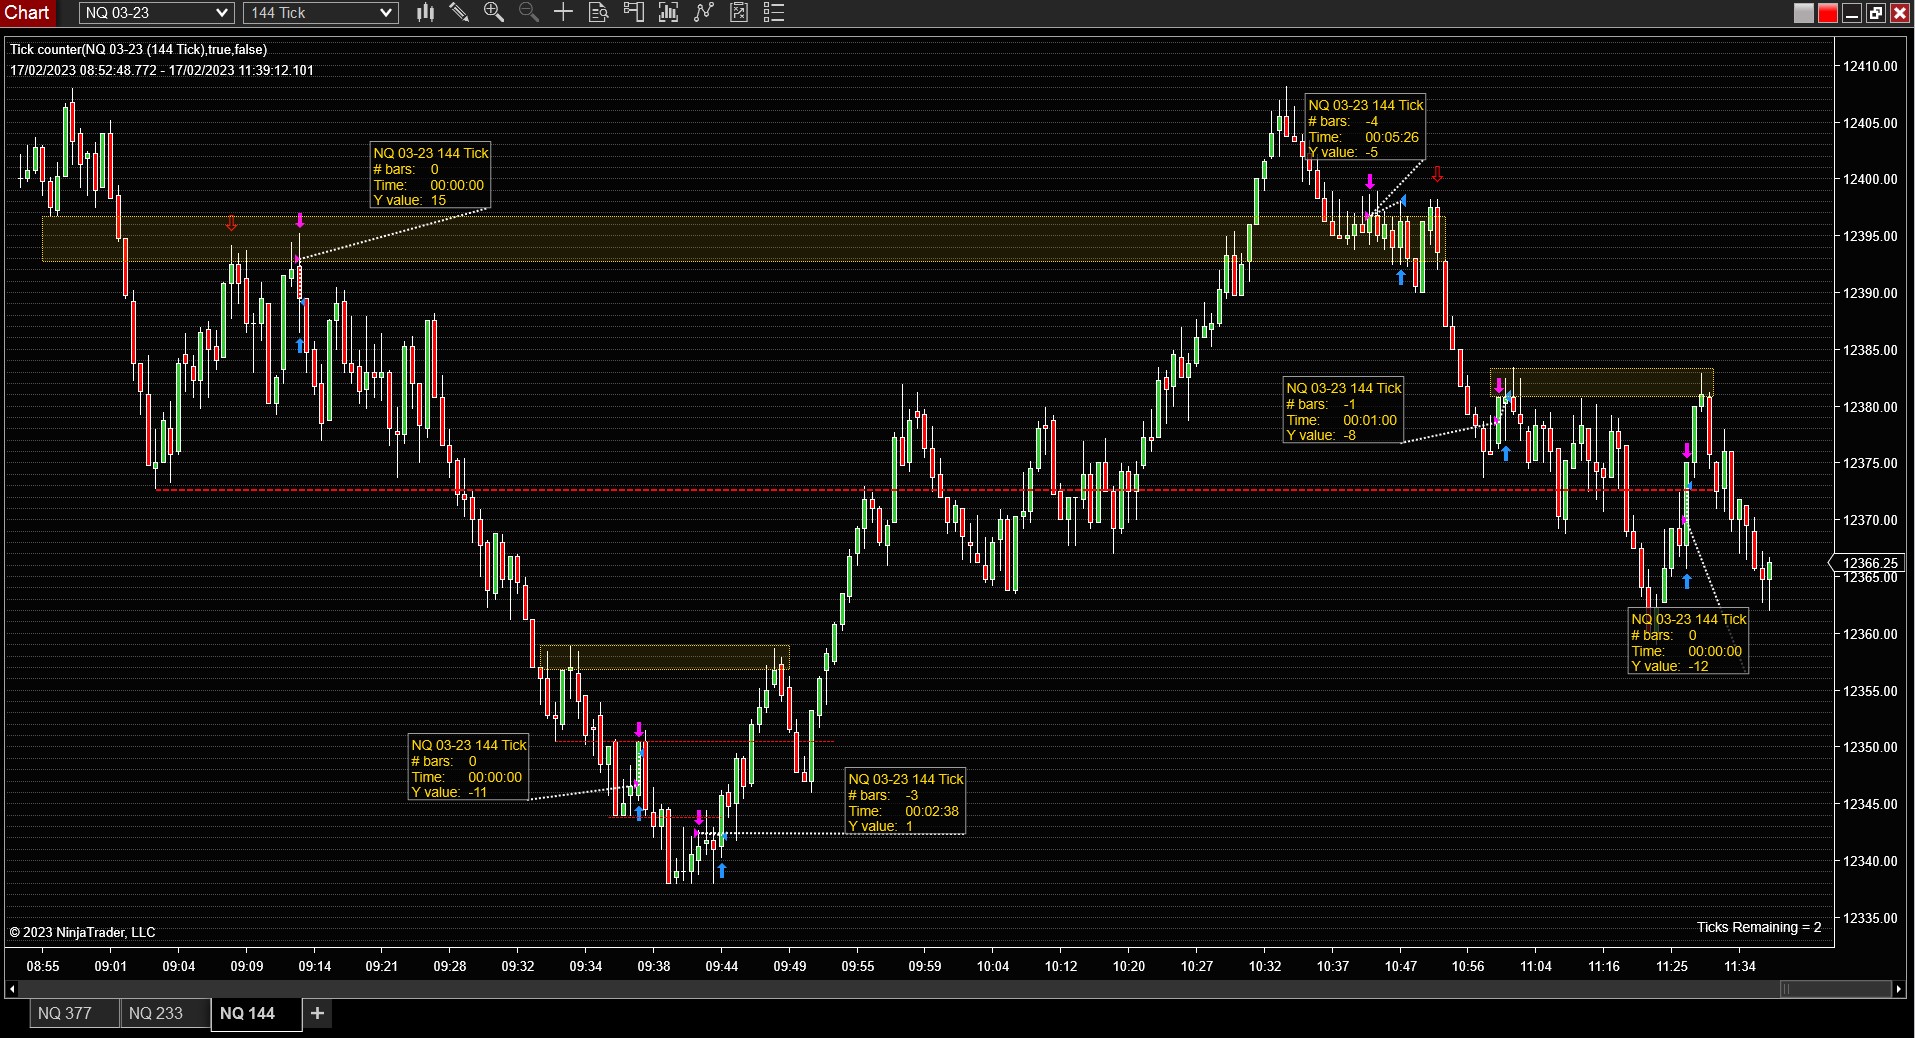 Chart NQ 03-23 144 Tick
Tick counter(NQ 03-23 (144 Tick),true,false)
17/02/2023 08:52:48.772 - 17/02/2023 11:39:12.101
NQ 03-23 144 Tick
# bars: 0
Time: 00:00:00
Y value: 15
NQ 03-23 144 Tick
# bars: -4
Time: 00:05:26
Y value: -5
NQ 03-23 144 Tick
# bars: -1
Time: 00:01:00
Y value: -8
NQ 03-23 144 Tick
# bars: 0
Time: 00:00:00
Y value: -12
NQ 03-23 144 Tick
# bars: 0
Time: 00:00:00
Y value: -11
NQ 03-23 144 Tick
# bars: -3
Time: 00:02:38
Y value: 1
12410.00
12405.00
12400.00
12395.00
12390.00
12385.00
12380.00
12375.00
12370.00
12366.25
12365.00
12360.00
12355.00
12350.00
12345.00
12340.00
12335.00
© 2023 NinjaTrader, LLC
Ticks Remaining = 2
08:55 09:01 09:04 09:09 09:14 09:21 09:28 09:32 09:34 09:38 09:44 09:49 09:55 09:59 10:04 10:12 10:20 10:27 10:32 10:37 10:47 10:56 11:04 11:16 11:25 11:34
NQ 377 NQ 233 NQ 144 +